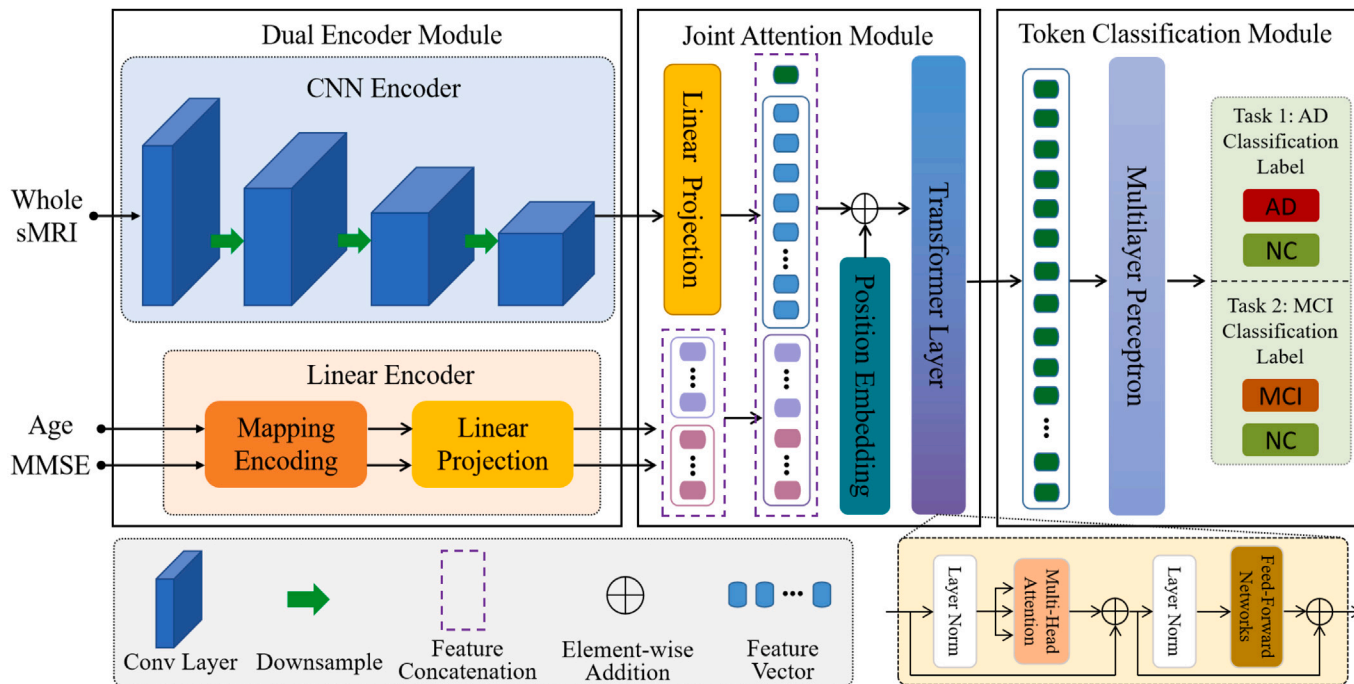 Dual Encoder Module
CNN Encoder
Whole
sMRI
Linear Encoder
Age
MMSE
Mapping
Encoding
Linear
Projection
Joint Attention Module
Linear Projection
Position Embedding
Transformer Layer
Token Classification Module
Multilayer Perceptron
Task 1: AD
Classification
Label
AD
NC
Task 2: MCI
Classification
Label
MCI
NC
Conv Layer
Downsample
Feature
Concatenation
Element-wise
Addition
Feature
Vector
Layer Norm
Multi-Head
Attention
Layer Norm
Feed-Forward
Networks